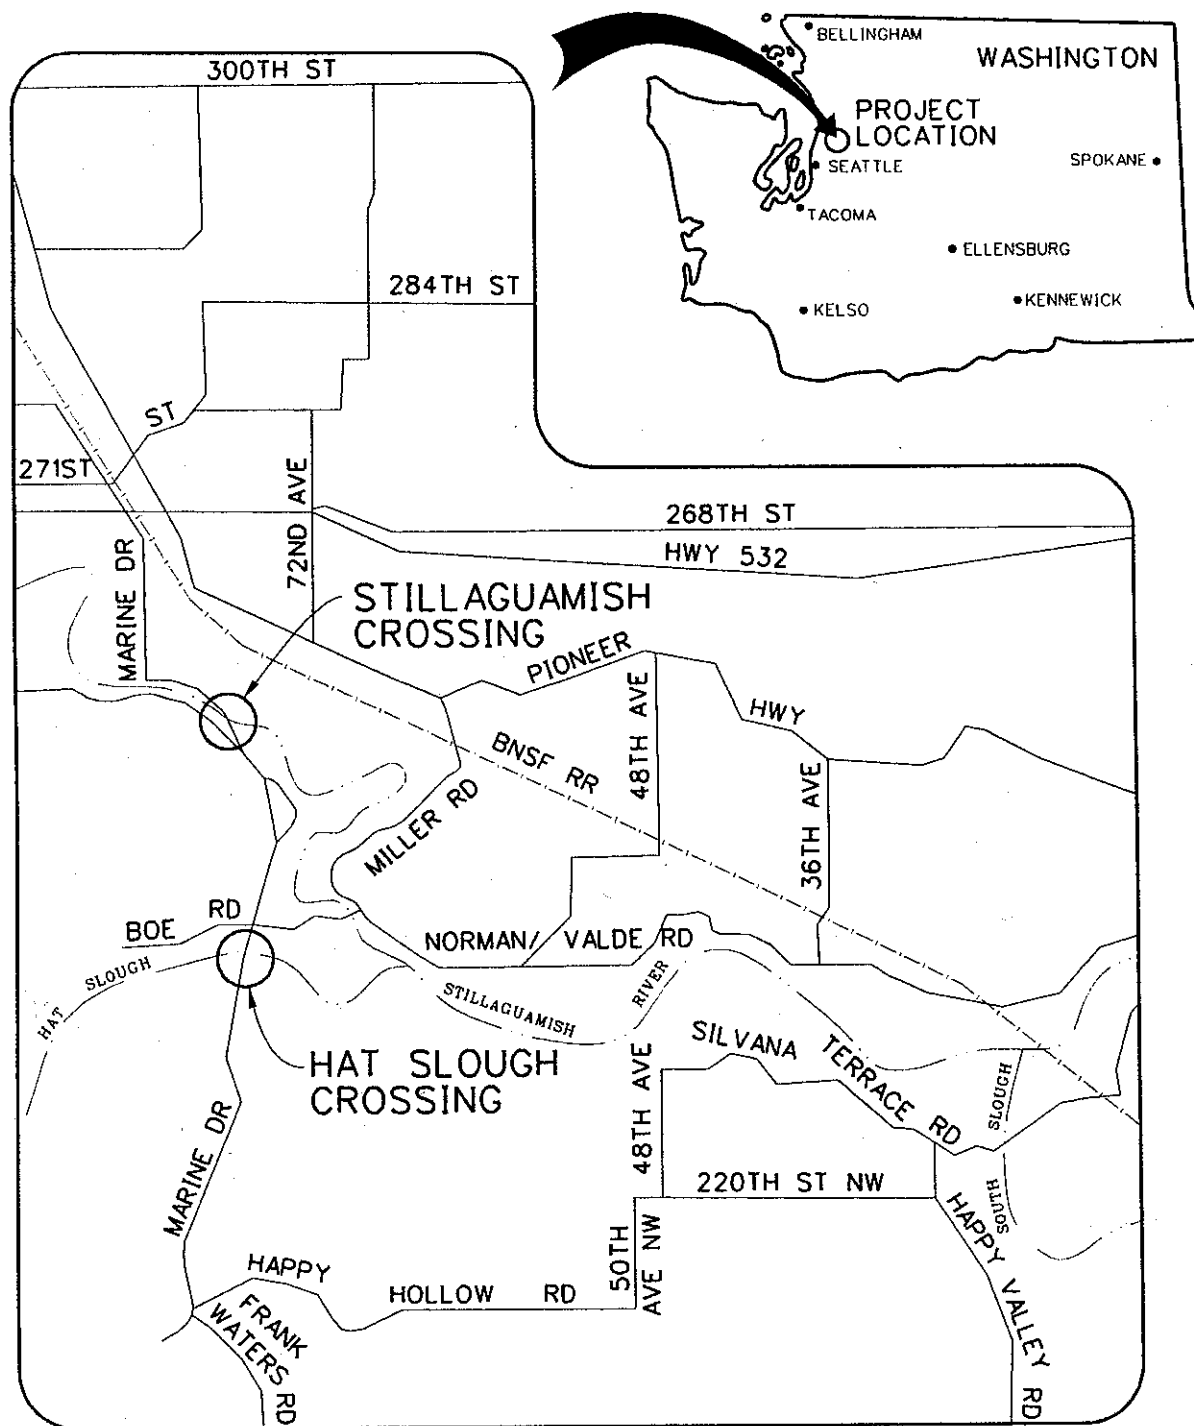 BELLINGHAM
WASHINGTON
300TH ST
PROJECT
LOCATION
SEATTLE
SPOKANE
TACOMA
ELLENSBURG
284TH ST
KELSO
KENNEWICK
ST
271ST
72ND AVE
268TH ST
HWY 532
MARINE DR
STILLAGUAMISH
CROSSING
PIONEER
HWY
48TH AVE
BNSF RR
36TH AVE
MILLER RD
BOE RD
NORMAN/ VALDE RD
HAT SLOUGH
STILLAGUAMISH
RIVER
SILVANA TERRACE RD
HAT SLOUGH
CROSSING
48TH AVE
SOUTH SLOUGH
MARINE DR
220TH ST NW
50TH
AVE NW
HAPPY VALLEY RD
HAPPY HOLLOW RD
FRANK
WATERS RD